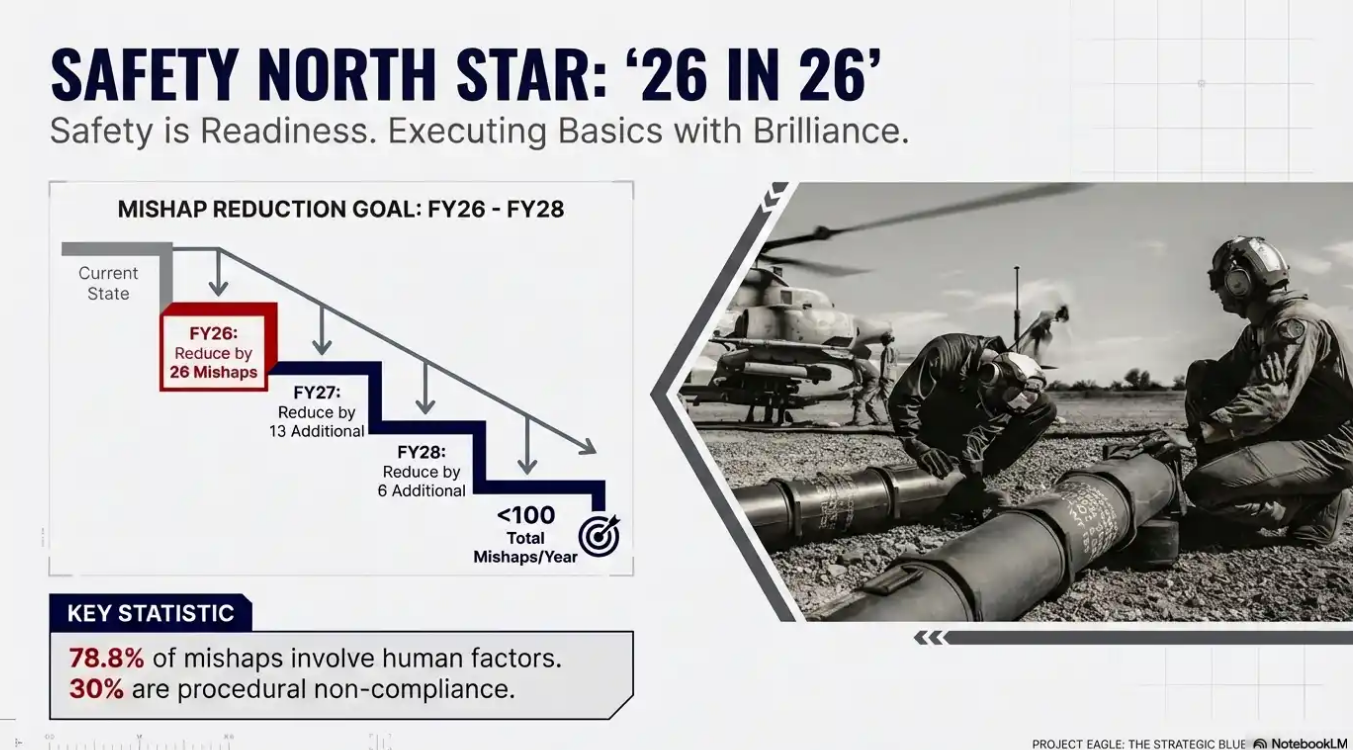 SAFETY NORTH STAR: ‘26 IN 26’
Safety is Readiness. Executing Basics with Brilliance.
MISHAP REDUCTION GOAL: FY26 - FY28
Current
State
FY26:
Reduce by
26 Mishaps
FY27:
Reduce by
13 Additional
FY28:
Reduce by
6 Additional
<100
Total
Mishaps/Year
KEY STATISTIC
78.8% of mishaps involve human factors.
30% are procedural non-compliance.
PROJECT EAGLE: THE STRATEGIC BLUE
NotebookLM